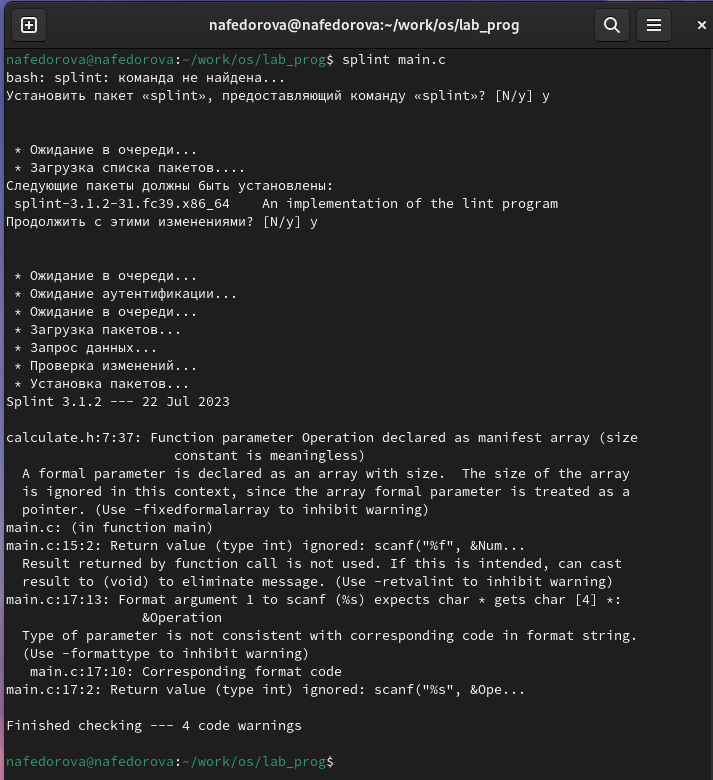 nafedorova@nafedorova:~/work/os/lab_prog
nafedorova@nafedorova:~/work/os/lab_prog$ splint main.c
bash: splint: команда не найдена...
Установить пакет «splint», предоставляющий команду «splint»? [N/y] y
 * Ожидание в очереди...
 * Загрузка списка пакетов....
Следующие пакеты должны быть установлены:
 splint-3.1.2-31.fc39.x86_64    An implementation of the lint program
Продолжить с этими изменениями? [N/y] y
 * Ожидание в очереди...
 * Ожидание аутентификации...
 * Ожидание в очереди...
 * Загрузка пакетов...
 * Запрос данных...
 * Проверка изменений...
 * Установка пакетов...
Splint 3.1.2 --- 22 Jul 2023
calculate.h:7:37: Function parameter Operation declared as manifest array (size
                     constant is meaningless)
  A formal parameter is declared as an array with size.  The size of the array
  is ignored in this context, since the array formal parameter is treated as a
  pointer. (Use -fixedformalarray to inhibit warning)
main.c: (in function main)
main.c:15:2: Return value (type int) ignored: scanf("%f", &Num...
  Result returned by function call is not used. If this is intended, can cast
  result to (void) to eliminate message. (Use -retvalint to inhibit warning)
main.c:17:13: Format argument 1 to scanf (%s) expects char * gets char [4] *:
                 &Operation
  Type of parameter is not consistent with corresponding code in format string.
  (Use -formattype to inhibit warning)
   main.c:17:10: Corresponding format code
main.c:17:2: Return value (type int) ignored: scanf("%s", &Ope...
Finished checking --- 4 code warnings
nafedorova@nafedorova:~/work/os/lab_prog$